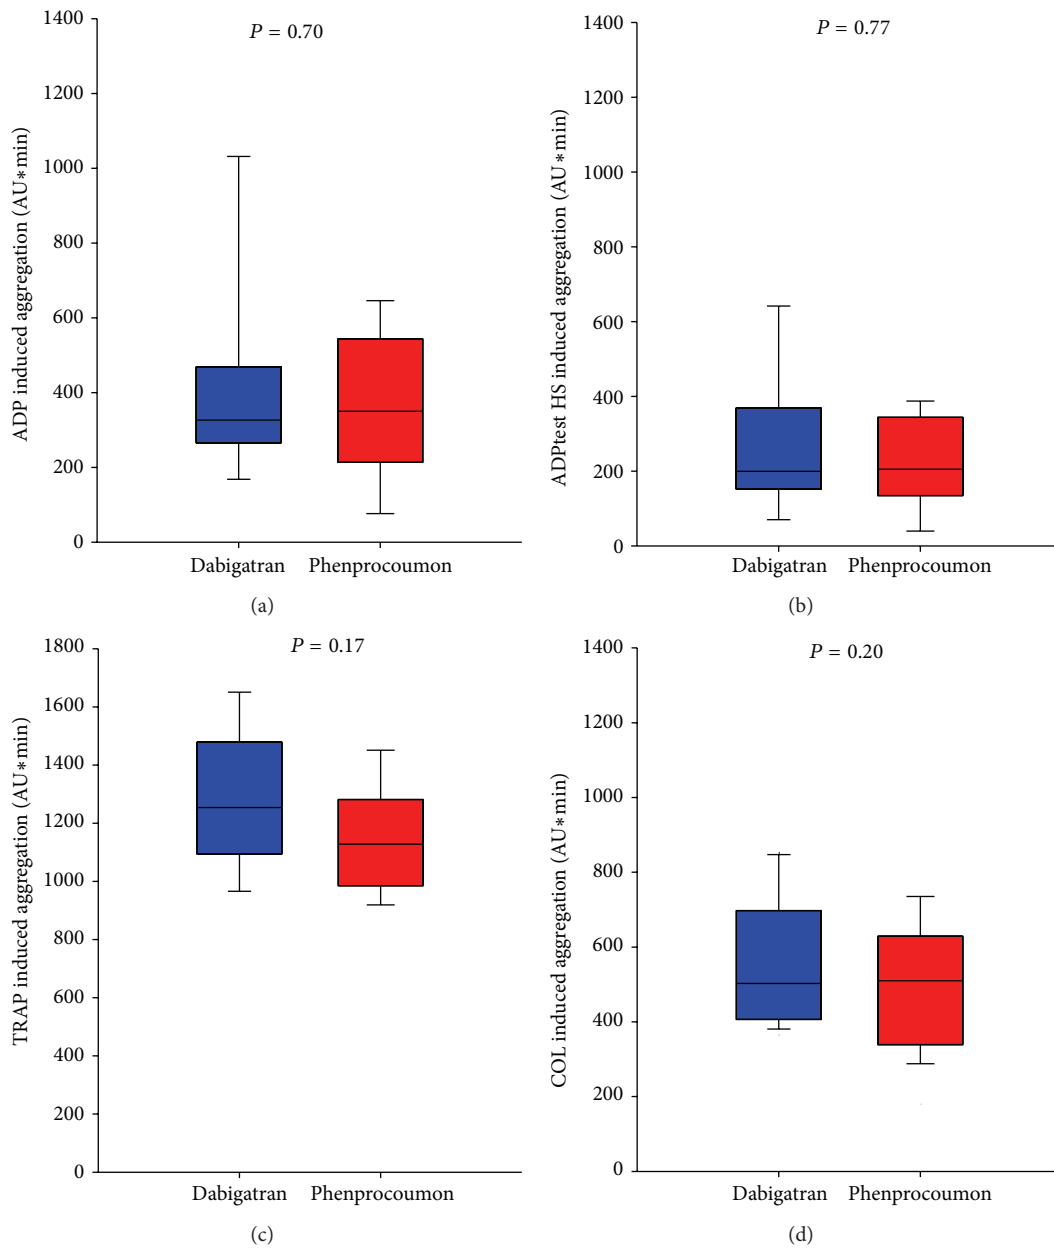 P = 0.70
ADP induced aggregation (AU*min)
1400
1200
1000
800
600
400
200
0
Dabigatran Phenprocoumon
(a)
P = 0.77
ADPtest HS induced aggregation (AU*min)
1400
1200
1000
800
600
400
200
0
Dabigatran Phenprocoumon
(b)
P = 0.17
TRAP induced aggregation (AU*min)
1800
1600
1400
1200
1000
800
600
400
200
0
Dabigatran Phenprocoumon
(c)
P = 0.20
COL induced aggregation (AU*min)
1400
1200
1000
800
600
400
200
0
Dabigatran Phenprocoumon
(d)